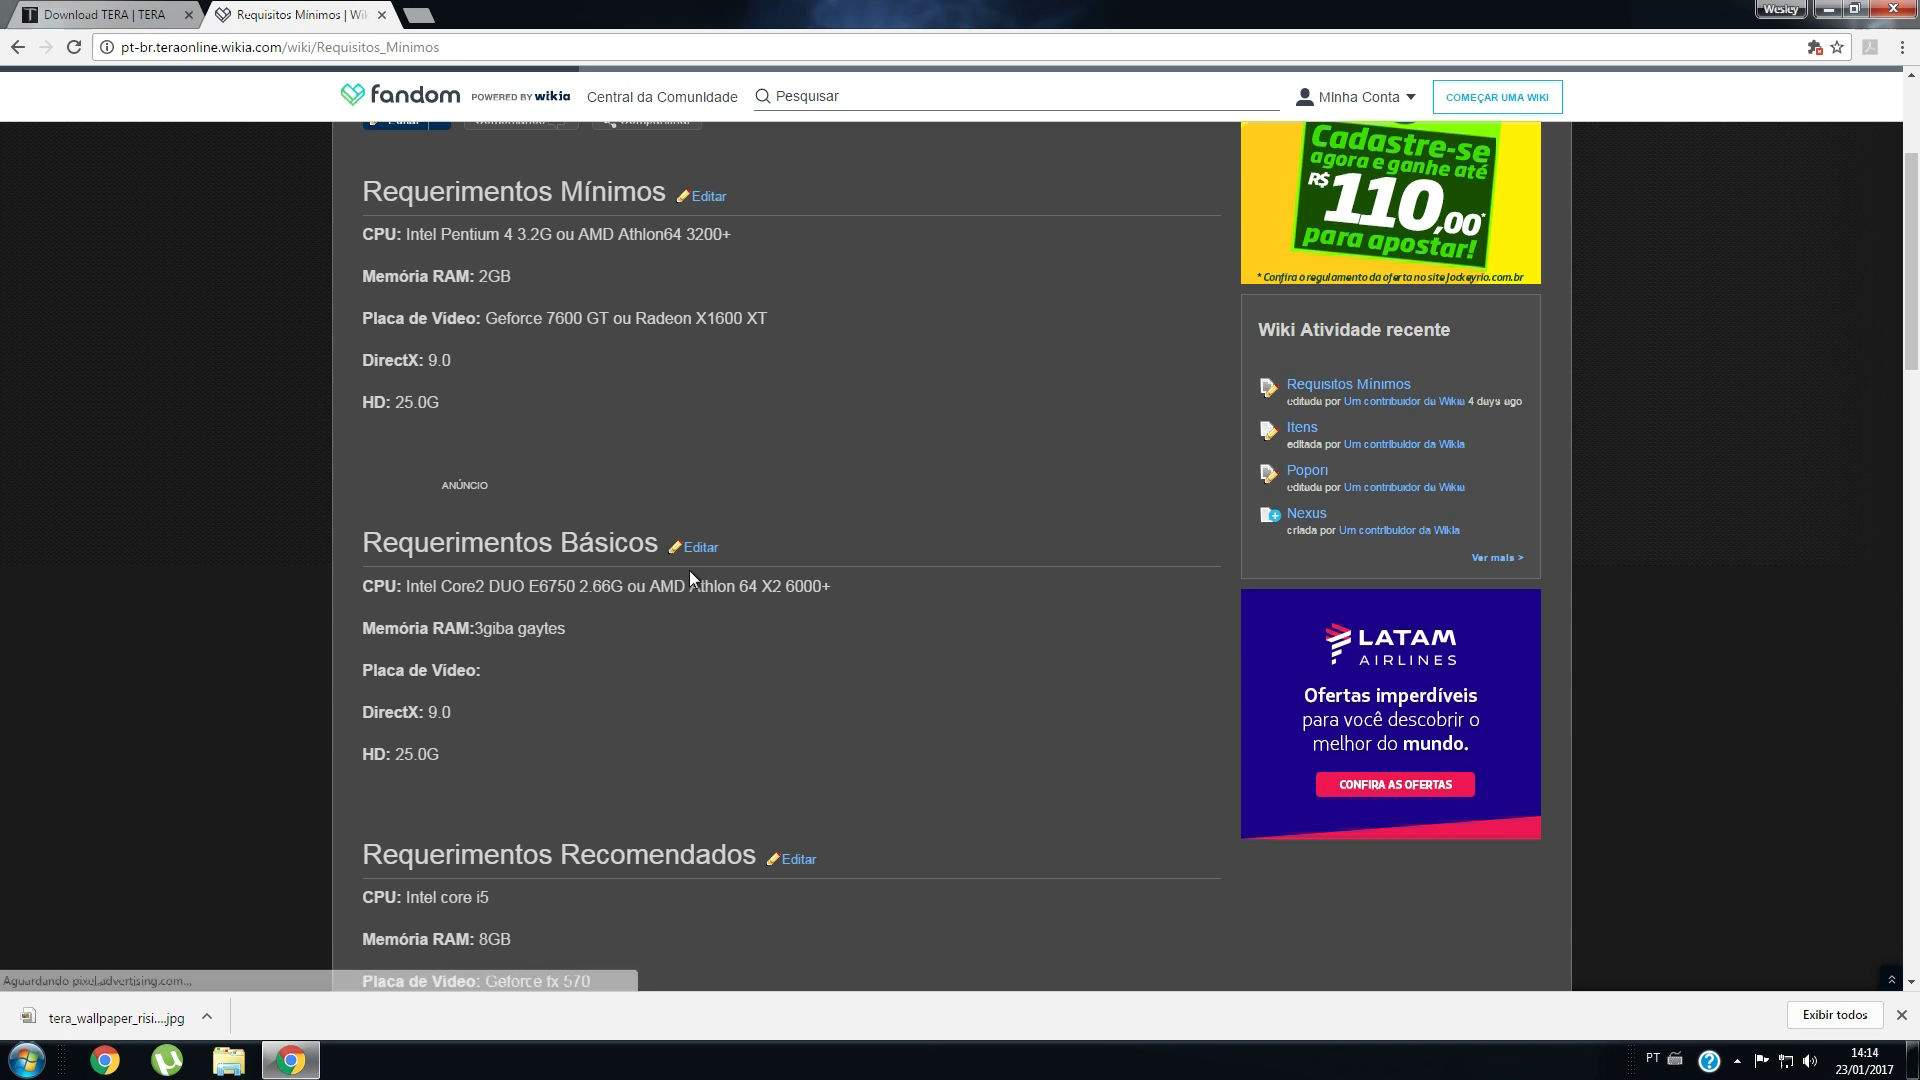 Download TERA | TERA
Requisitos Mínimos | Wik
Wesley
pt-br.teraonline.wikia.com/wiki/Requisitos_Mínimos
fandom POWERED BY wikia
Central da Comunidade
Pesquisar
Minha Conta
COMEÇAR UMA WIKI
Requerimentos Mínimos Editar
CPU: Intel Pentium 4 3.2G ou AMD Athlon64 3200+
Memória RAM: 2GB
Placa de Vídeo: Geforce 7600 GT ou Radeon X1600 XT
DirectX: 9.0
HD: 25.0G
ANÚNCIO
Requerimentos Básicos Editar
CPU: Intel Core2 DUO E6750 2.66G ou AMD Athlon 64 X2 6000+
Memória RAM:3giba gaytes
Placa de Vídeo:
DirectX: 9.0
HD: 25.0G
Requerimentos Recomendados Editar
CPU: Intel core i5
Memória RAM: 8GB
Placa de Vídeo: Geforce fx 570
Cadastre-se
agora e ganhe até
R$ 110,00*
para apostar!
* Confira o regulamento da oferta no site jockeyrio.com.br
Wiki Atividade recente
Requisitos Mínimos
editada por Um contribuidor da Wikia 4 days ago
Itens
editada por Um contribuidor da Wikia
Popori
editada por Um contribuidor da Wikia
Nexus
criada por Um contribuidor da Wikia
Ver mais >
LATAM
AIRLINES
Ofertas imperdíveis
para você descobrir o
melhor do mundo.
CONFIRA AS OFERTAS
Aguardando pixel.advertising.com...
tera_wallpaper_risi....jpg
Exibir todos
PT
14:14
23/01/2017